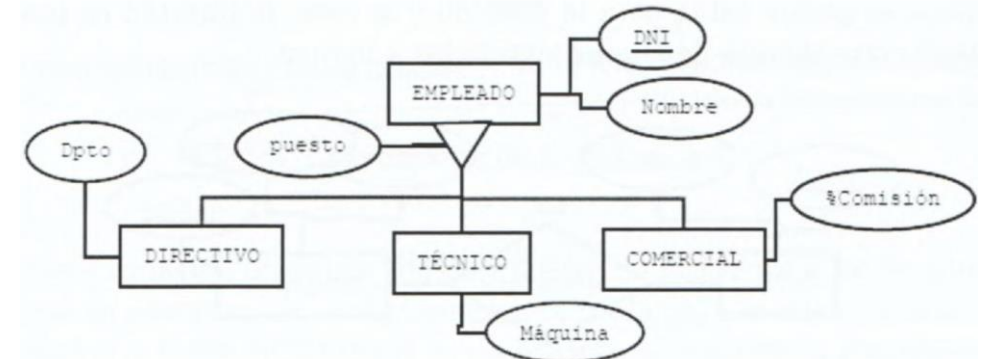 DNI
EMPLEADO
Nombre
puesto
Dpto
%Comisión
DIRECTIVO
TÉCNICO
COMERCIAL
Máquina